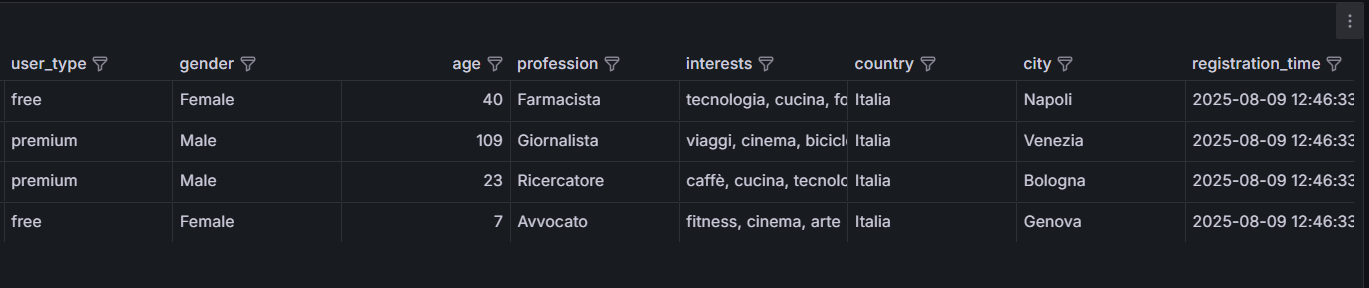 user_type gender age profession interests country city registration_time
free Female 40 Farmacista tecnologia, cucina, fo Italia Napoli 2025-08-09 12:46:33
premium Male 109 Giornalista viaggi, cinema, bicicl Italia Venezia 2025-08-09 12:46:33
premium Male 23 Ricercatore caffè, cucina, tecnolo Italia Bologna 2025-08-09 12:46:33
free Female 7 Avvocato fitness, cinema, arte Italia Genova 2025-08-09 12:46:33